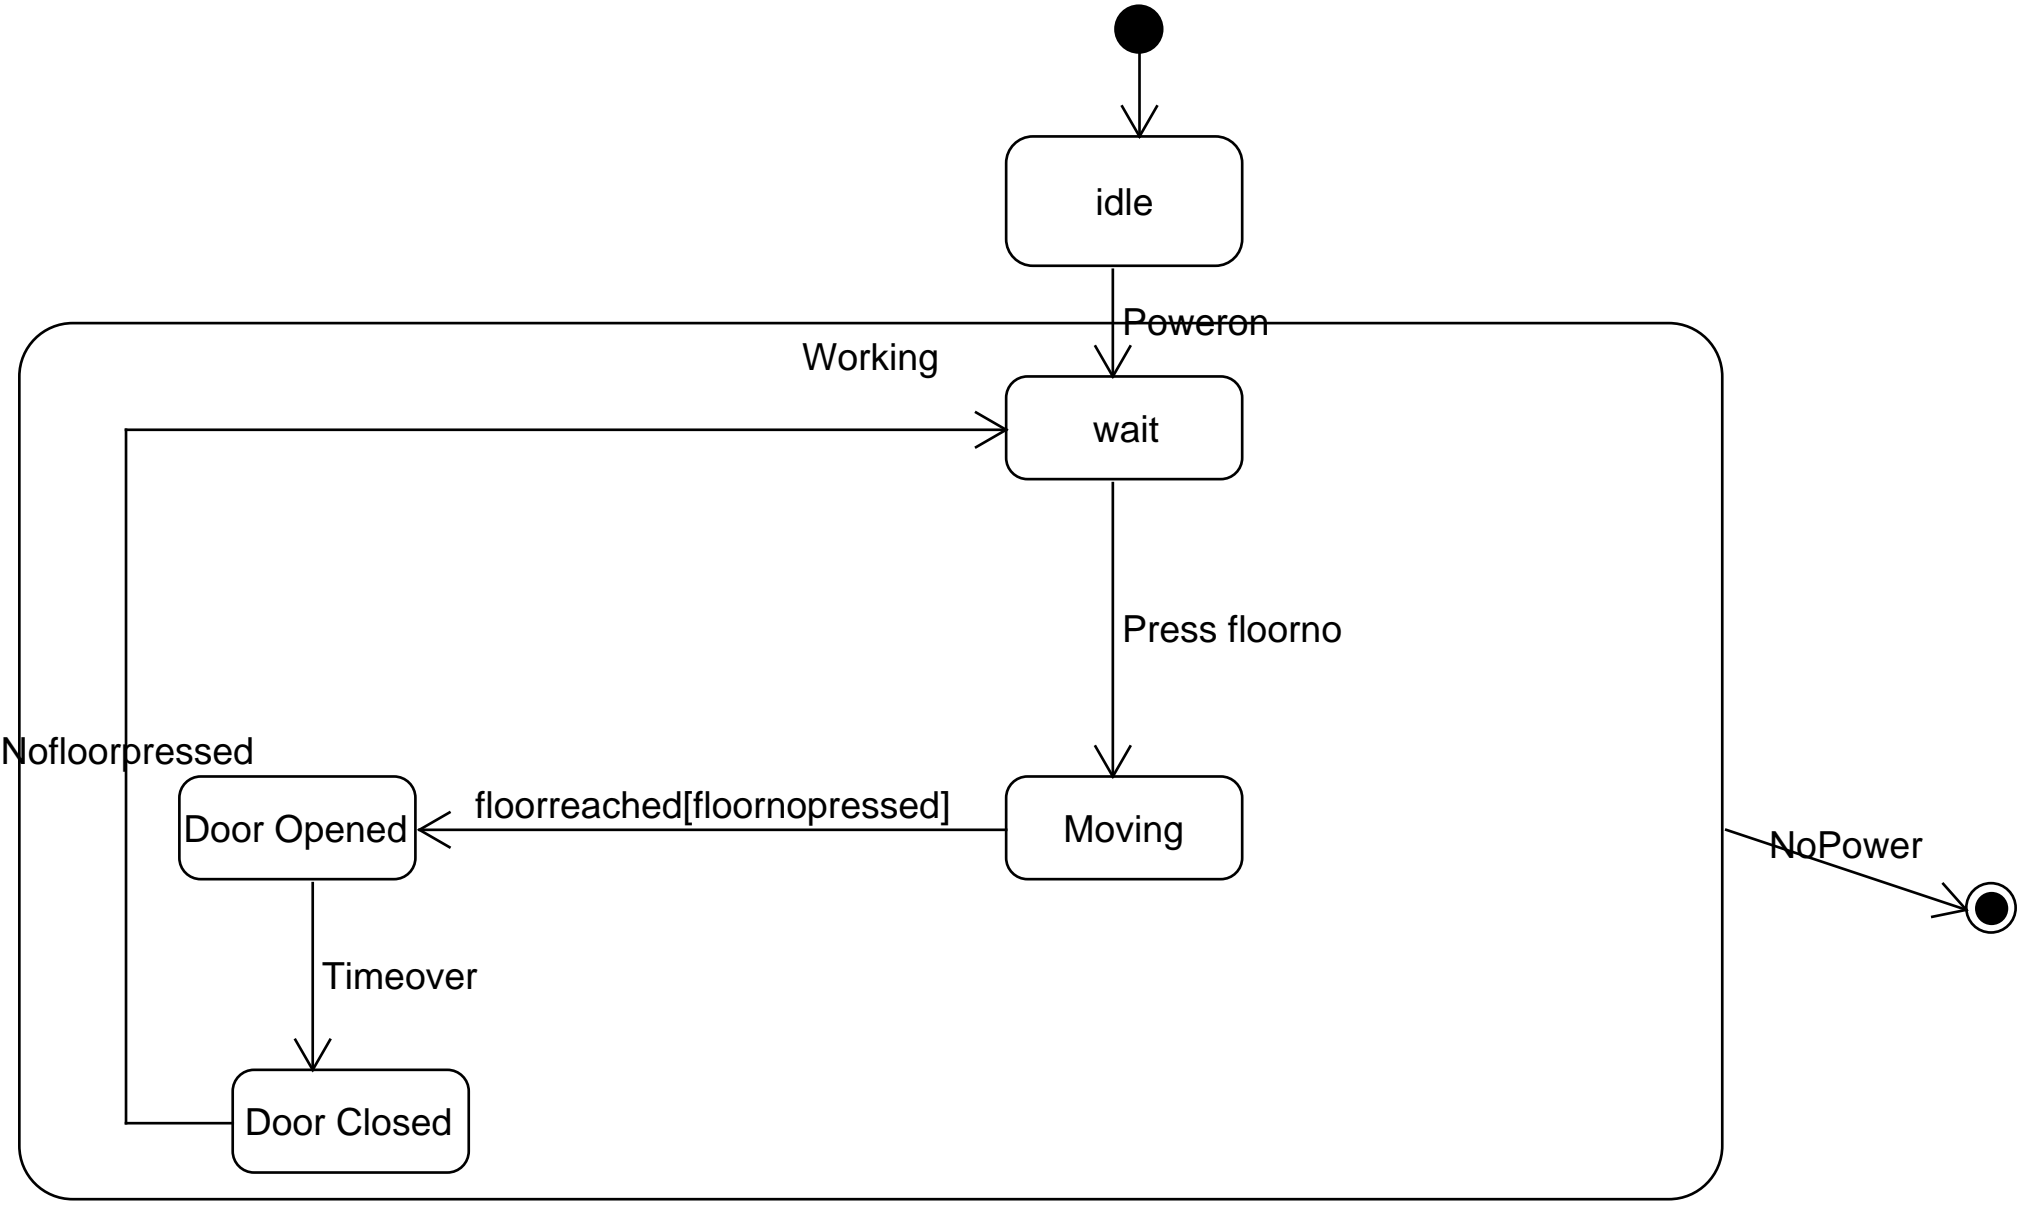 idle
Poweron
Working
wait
Press floorno
Nofloorpressed
floorreached[floornopressed]
Door Opened
Moving
NoPower
Timeover
Door Closed